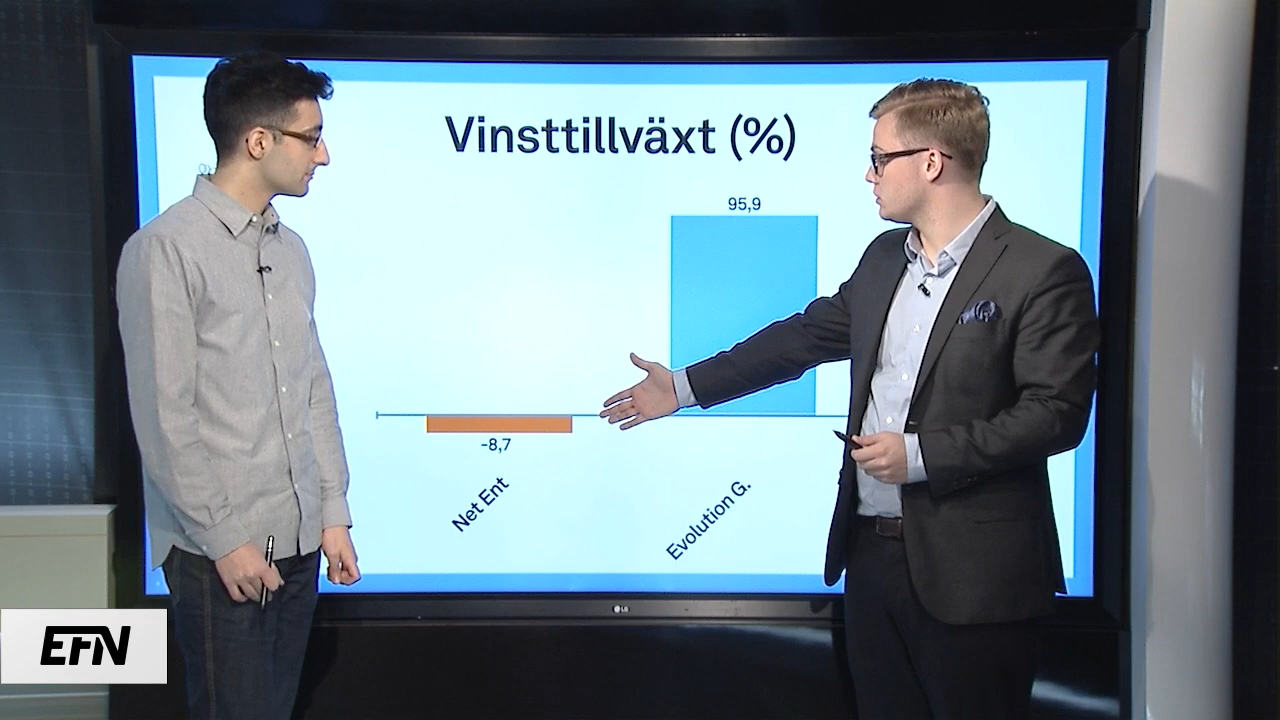 Vinsttillväxt (%)
95,9
-8,7
Net Ent
Evolution G.
LG
EFN